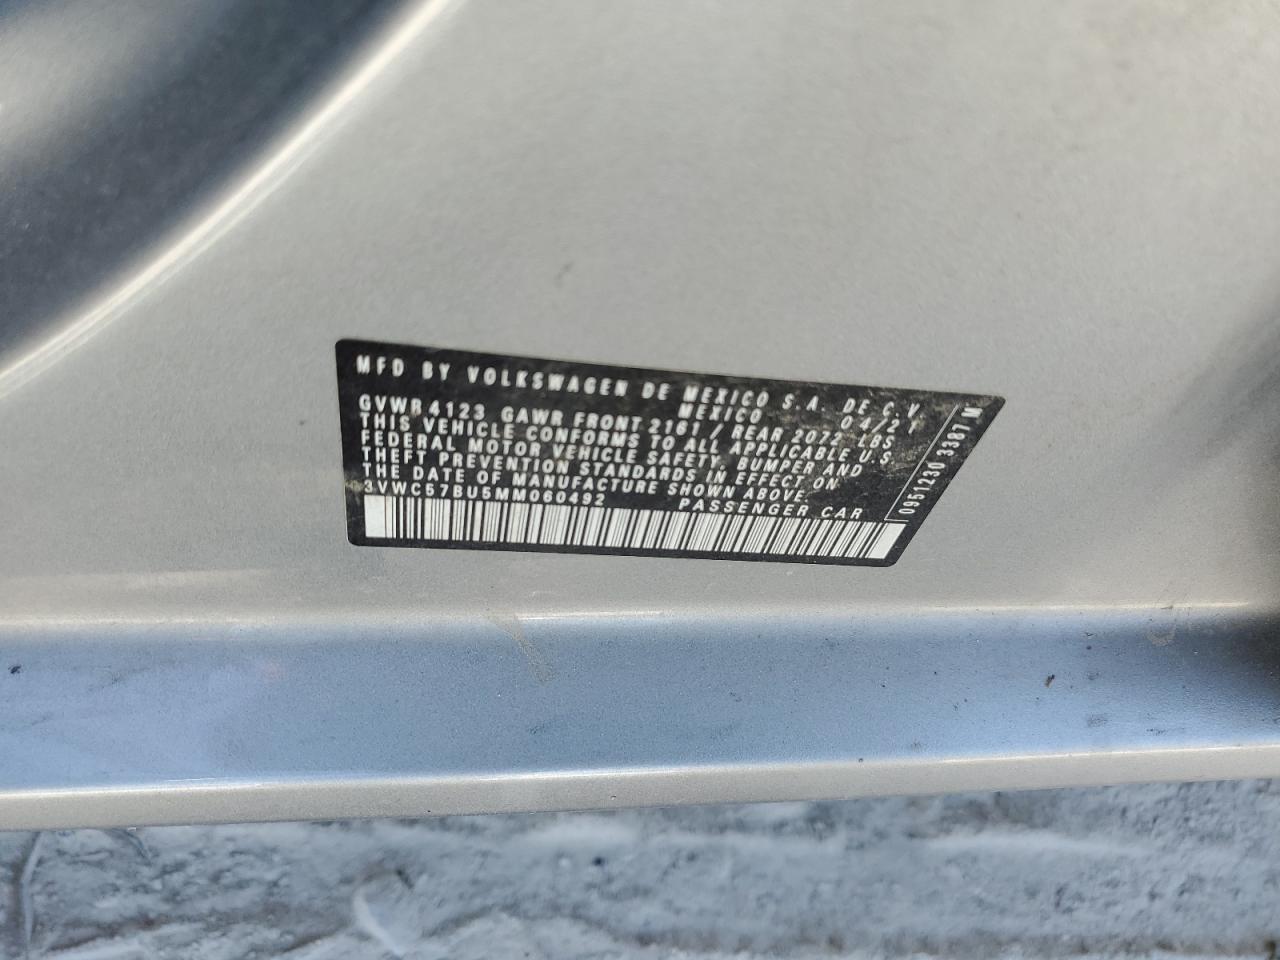 MFD BY VOLKSWAGEN DE MEXICO S.A. DE C.V.
MEXICO 04/21
GVWR 4123 GAWR FRONT 2161 / REAR 2072 LBS
THIS VEHICLE CONFORMS TO ALL APPLICABLE U.S.
FEDERAL MOTOR VEHICLE SAFETY, BUMPER AND
THEFT PREVENTION STANDARDS IN EFFECT ON
THE DATE OF MANUFACTURE SHOWN ABOVE.
3VWC57BU5MM060492 PASSENGER CAR
0951230 3387 M